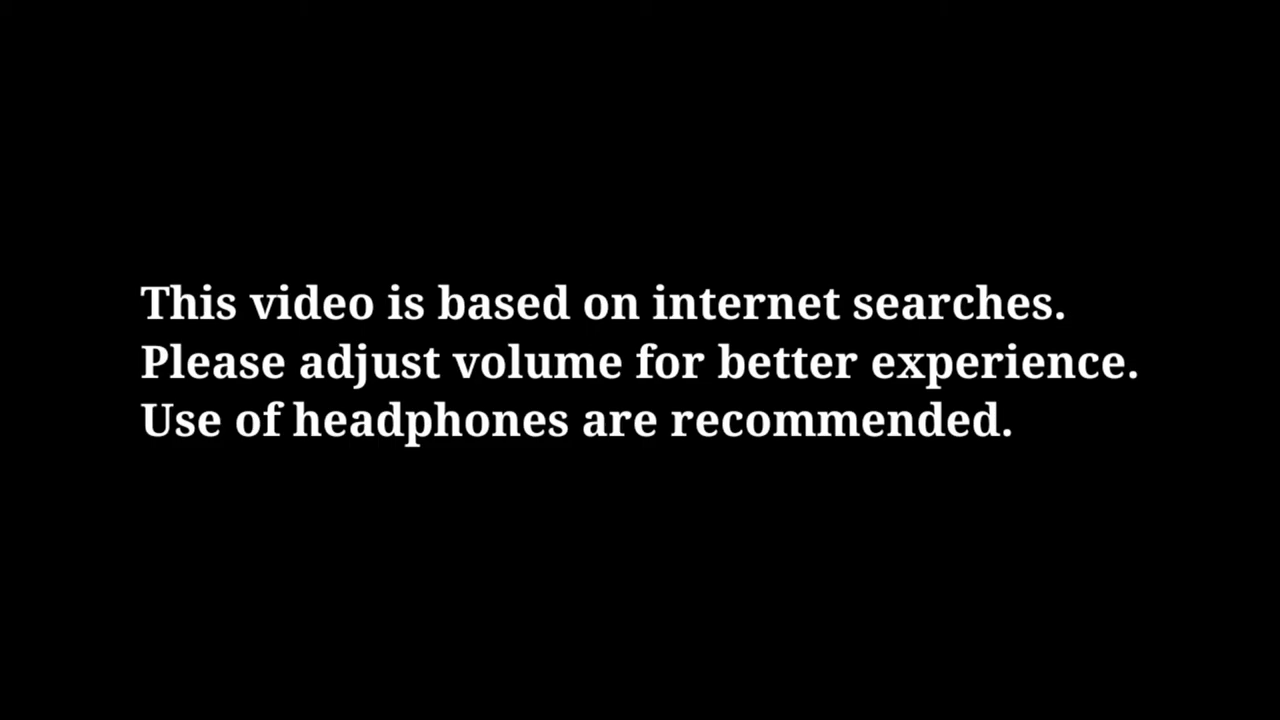 This video is based on internet searches.
Please adjust volume for better experience.
Use of headphones are recommended.